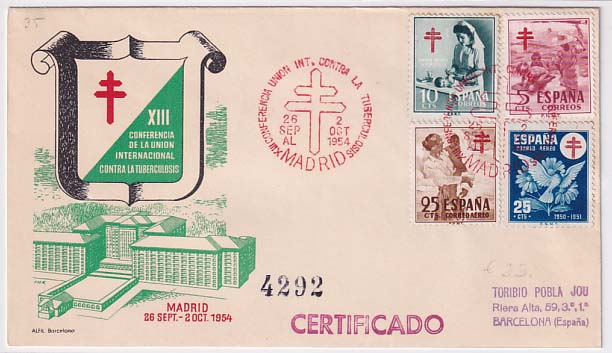 35
XIII
CONFERENCIA
DE LA UNION
INTERNACIONAL
CONTRA LA TUBERCULOSIS
MADRID
26 SEPT.-2 OCT. 1954
ALFIL Barcelona
XIII CONFERENCIA UNION INT. CONTRA LA TUBERCULOSIS
26 2
SEP OCT
AL 1954
MADRID
10
CTS
ESPAÑA
CORREOS
5
CTS
ESPAÑA
CORREOS
25
CTS
ESPAÑA
CORREO AEREO
ESPAÑA
CORREO AEREO
25
CTS
1950-1951
4292
CERTIFICADO
TORIBIO POBLA JOU
Riera Alta, 59,3.º,1.ª
BARCELONA (España)